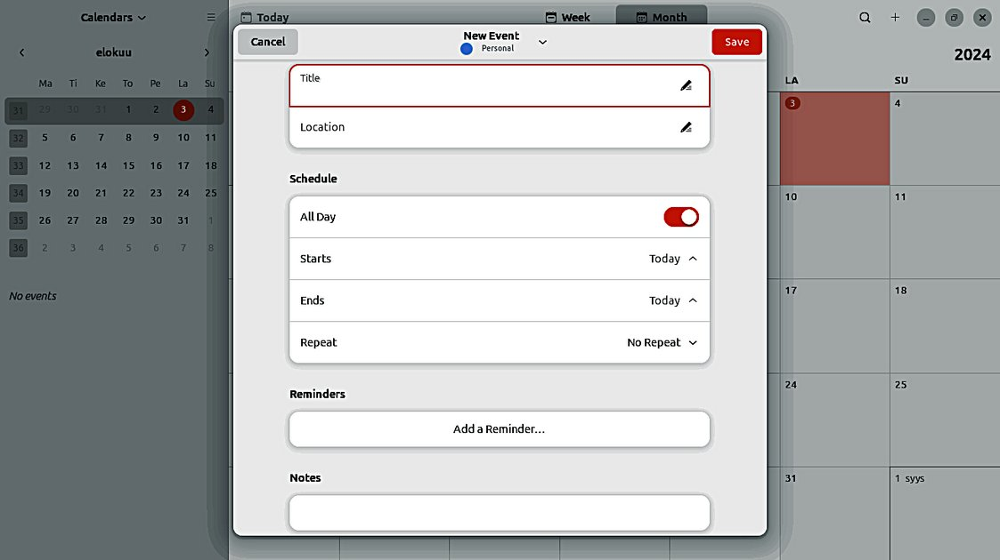 Calendars
elokuu
Ma Ti Ke To Pe La Su
31 29 30 31 1 2 3 4
32 5 6 7 8 9 10 11
33 12 13 14 15 16 17 18
34 19 20 21 22 23 24 25
35 26 27 28 29 30 31 1
36 2 3 4 5 6 7 8
No events
Today
Week
Month
2024
LA SU
3 4
10 11
17 18
24 25
31 1 syys
Cancel
New Event
Personal
Save
Title
Location
Schedule
All Day
Starts Today
Ends Today
Repeat No Repeat
Reminders
Add a Reminder…
Notes